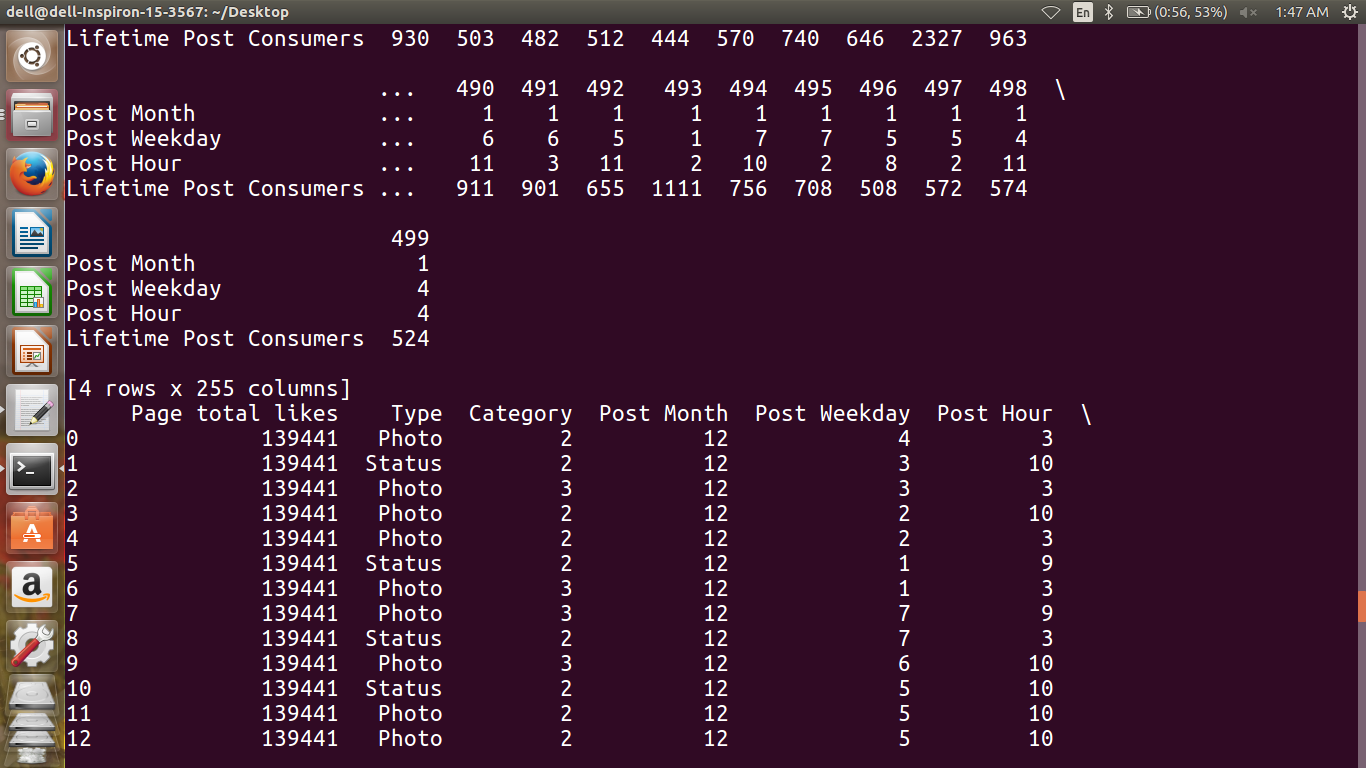 dell@dell-Inspiron-15-3567: ~/Desktop En (0:56, 53%) 1:47 AM
Lifetime Post Consumers 930 503 482 512 444 570 740 646 2327 963
... 490 491 492 493 494 495 496 497 498 \
Post Month ... 1 1 1 1 1 1 1 1 1
Post Weekday ... 6 6 5 1 7 7 5 5 4
Post Hour ... 11 3 11 2 10 2 8 2 11
Lifetime Post Consumers ... 911 901 655 1111 756 708 508 572 574
499
Post Month 1
Post Weekday 4
Post Hour 4
Lifetime Post Consumers 524
[4 rows x 255 columns]
Page total likes Type Category Post Month Post Weekday Post Hour \
0 139441 Photo 2 12 4 3
1 139441 Status 2 12 3 10
2 139441 Photo 3 12 3 3
3 139441 Photo 2 12 2 10
4 139441 Photo 2 12 2 3
5 139441 Status 2 12 1 9
6 139441 Photo 3 12 1 3
7 139441 Photo 3 12 7 9
8 139441 Status 2 12 7 3
9 139441 Photo 3 12 6 10
10 139441 Status 2 12 5 10
11 139441 Photo 2 12 5 10
12 139441 Photo 2 12 5 10